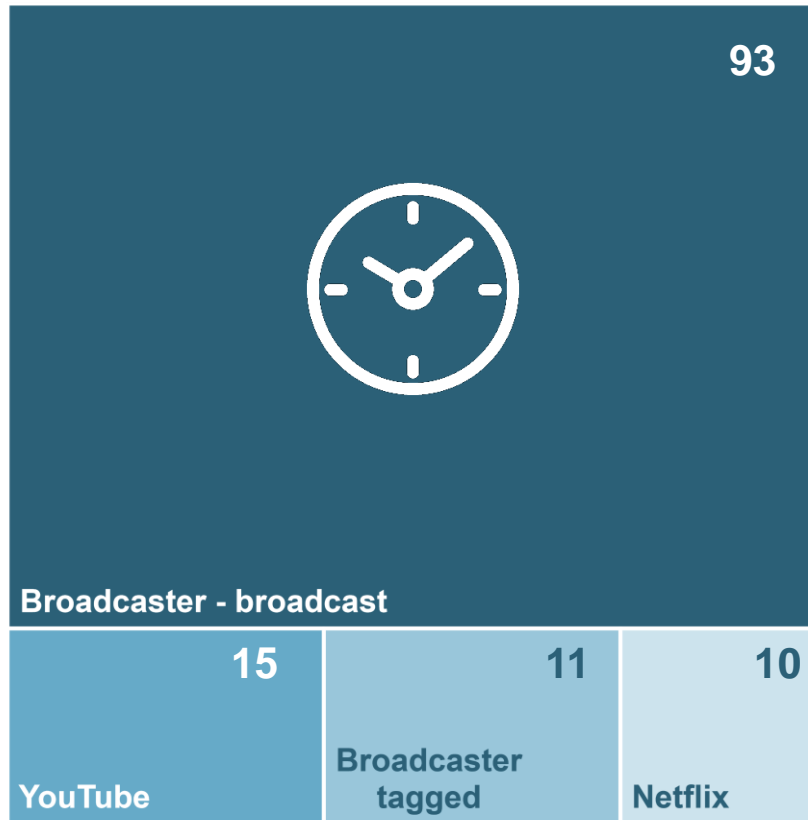 93
Broadcaster - broadcast
15
YouTube
11
Broadcaster
tagged
10
Netflix